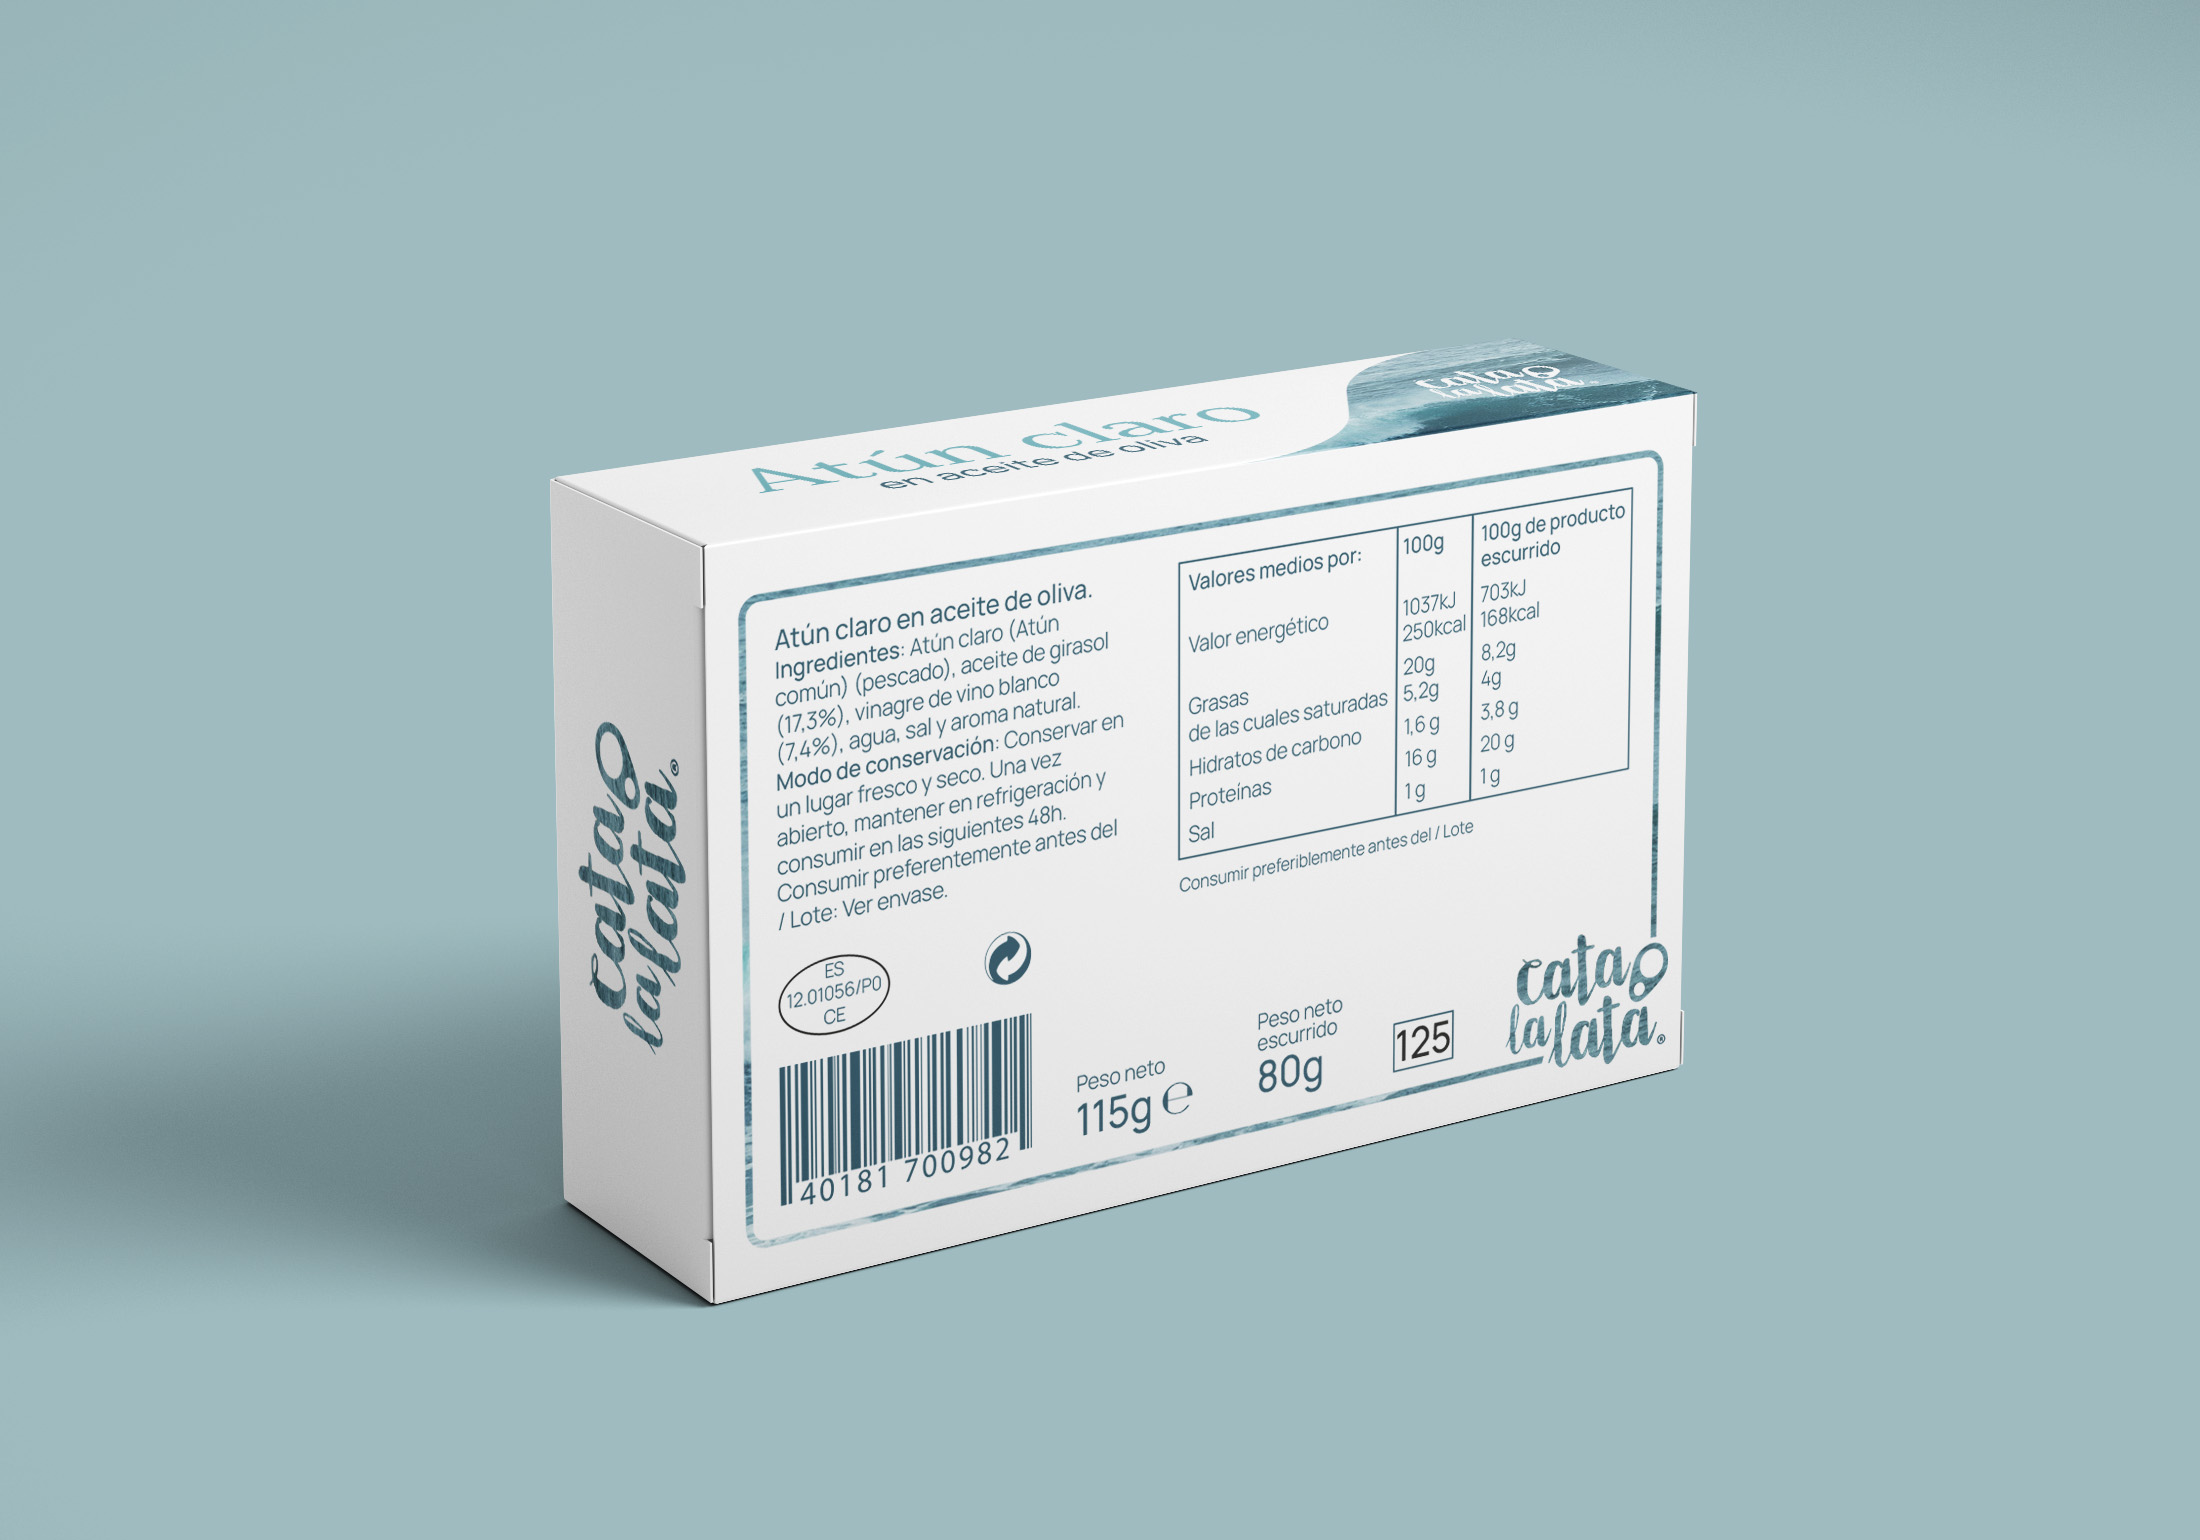 Atún claro
en aceite de oliva
cata
la lata®
cata
la lata®
Atún claro en aceite de oliva.
Ingredientes: Atún claro (Atún
común) (pescado), aceite de girasol
(17,3%), vinagre de vino blanco
(7,4%), agua, sal y aroma natural.
Modo de conservación: Conservar en
un lugar fresco y seco. Una vez
abierto, mantener en refrigeración y
consumir en las siguientes 48h.
Consumir preferentemente antes del
/ Lote: Ver envase.
Valores medios por: 100g 100g de producto
escurrido
Valor energético 1037kJ 703kJ
250kcal 168kcal
Grasas 20g 8,2g
de las cuales saturadas 5,2g 4g
Hidratos de carbono 1,6 g 3,8 g
Proteínas 16 g 20 g
Sal 1 g 1 g
Consumir preferiblemente antes del / Lote
ES
12.01056/P0
CE
40181 700982
Peso neto
115g ℮
Peso neto
escurrido
80g
125
cata
la lata®